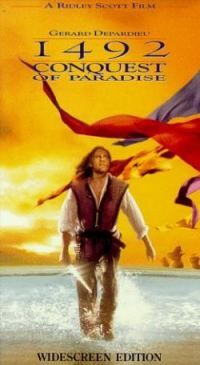 A RIDLEY SCOTT FILM
GERARD DEPARDIEU
1492
CONQUEST
OF PARADISE
WIDESCREEN EDITION